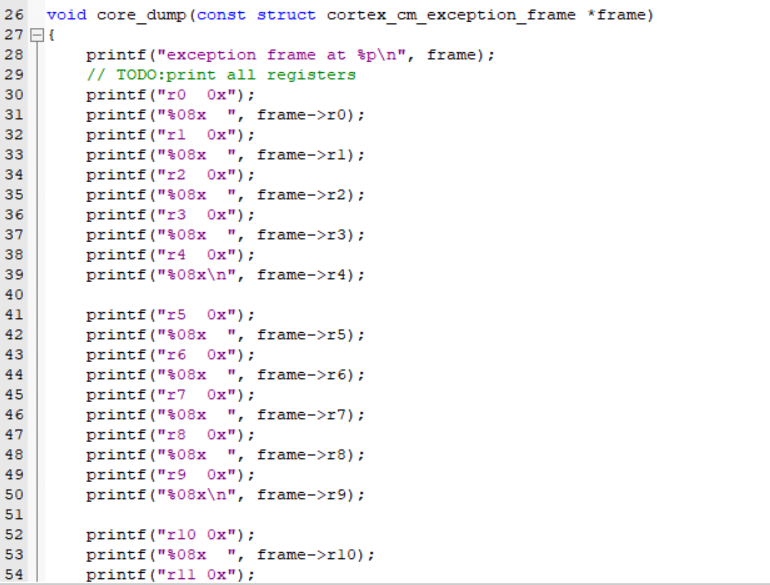 26 void core_dump(const struct cortex_cm_exception_frame *frame)
27 {
28     printf("exception frame at %p\n", frame);
29     // TODO:print all registers
30     printf("r0  0x");
31     printf("%08x  ", frame->r0);
32     printf("r1  0x");
33     printf("%08x  ", frame->r1);
34     printf("r2  0x");
35     printf("%08x  ", frame->r2);
36     printf("r3  0x");
37     printf("%08x  ", frame->r3);
38     printf("r4  0x");
39     printf("%08x\n", frame->r4);
40
41     printf("r5  0x");
42     printf("%08x  ", frame->r5);
43     printf("r6  0x");
44     printf("%08x  ", frame->r6);
45     printf("r7  0x");
46     printf("%08x  ", frame->r7);
47     printf("r8  0x");
48     printf("%08x  ", frame->r8);
49     printf("r9  0x");
50     printf("%08x\n", frame->r9);
51
52     printf("r10 0x");
53     printf("%08x  ", frame->r10);
54     printf("r11 0x");